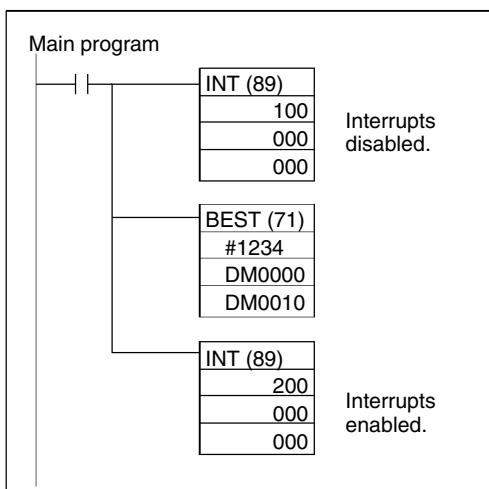 Main program
INT (89)
100
000
000
Interrupts
disabled.
BEST (71)
#1234
DM0000
DM0010
INT (89)
200
000
000
Interrupts
enabled.